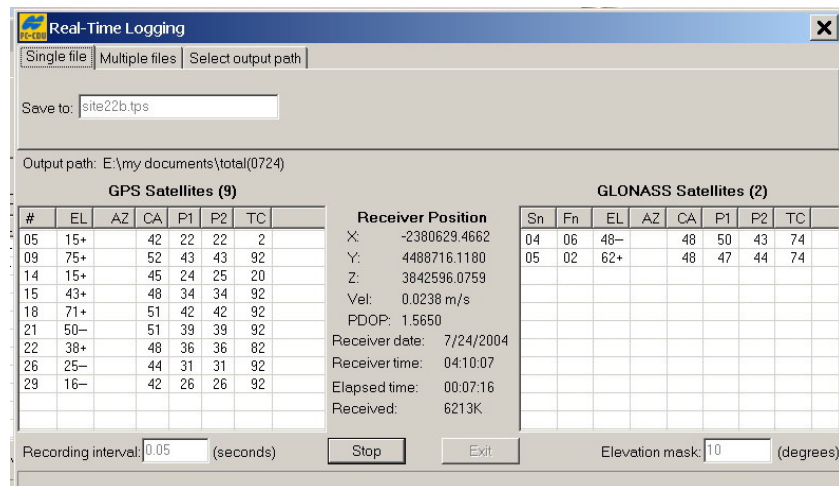 PC-CDU Real-Time Logging X
Single file Multiple files Select output path
Save to: site22b.tps
Output path: E:\my documents\total(0724)
GPS Satellites (9)
# EL AZ CA P1 P2 TC
05 15+ 42 22 22 2
09 75+ 52 43 43 92
14 15+ 45 24 25 20
15 43+ 48 34 34 92
18 71+ 51 42 42 92
21 50– 51 39 39 92
22 38+ 48 36 36 82
26 25– 44 31 31 92
29 16– 42 26 26 92
Receiver Position
X: -2380629.4662
Y: 4488716.1180
Z: 3842596.0759
Vel: 0.0238 m/s
PDOP: 1.5650
Receiver date: 7/24/2004
Receiver time: 04:10:07
Elapsed time: 00:07:16
Received: 6213K
GLONASS Satellites (2)
Sn Fn EL AZ CA P1 P2 TC
04 06 48– 48 50 43 74
05 02 62+ 48 47 44 74
Recording interval: 0.05 (seconds)
Stop Exit
Elevation mask: 10 (degrees)